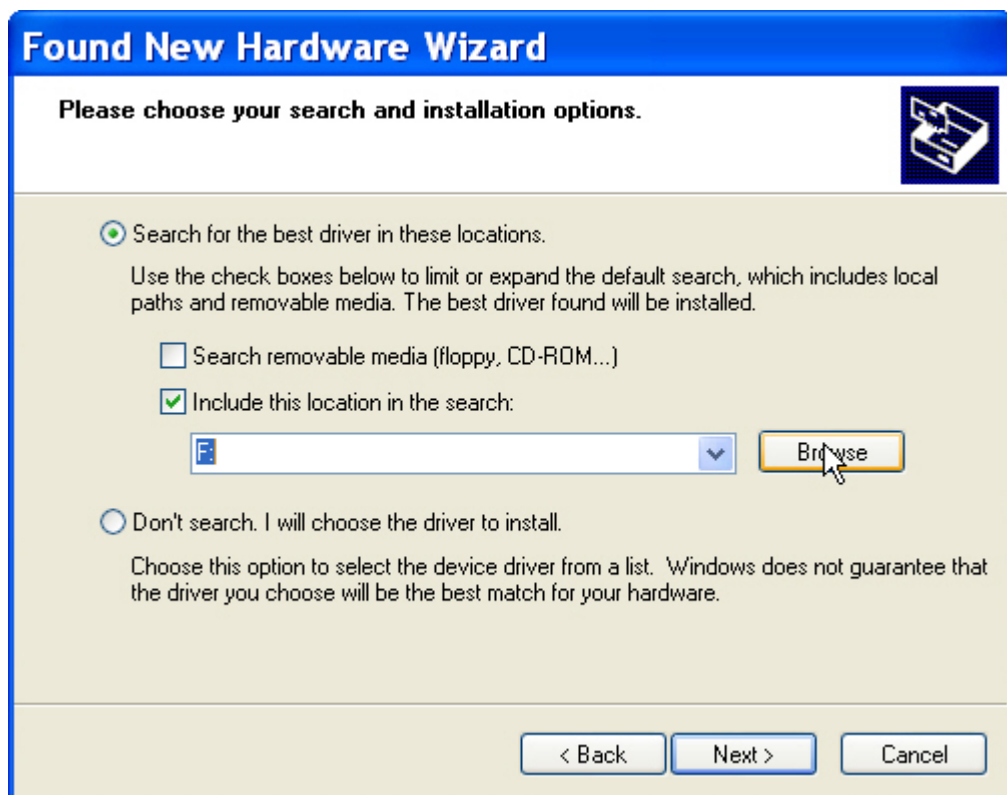 Found New Hardware Wizard
Please choose your search and installation options.
Search for the best driver in these locations.
Use the check boxes below to limit or expand the default search, which includes local
paths and removable media. The best driver found will be installed.
Search removable media (floppy, CD-ROM...)
Include this location in the search:
F:
Browse
Don't search. I will choose the driver to install.
Choose this option to select the device driver from a list.  Windows does not guarantee that
the driver you choose will be the best match for your hardware.
< Back
Next >
Cancel